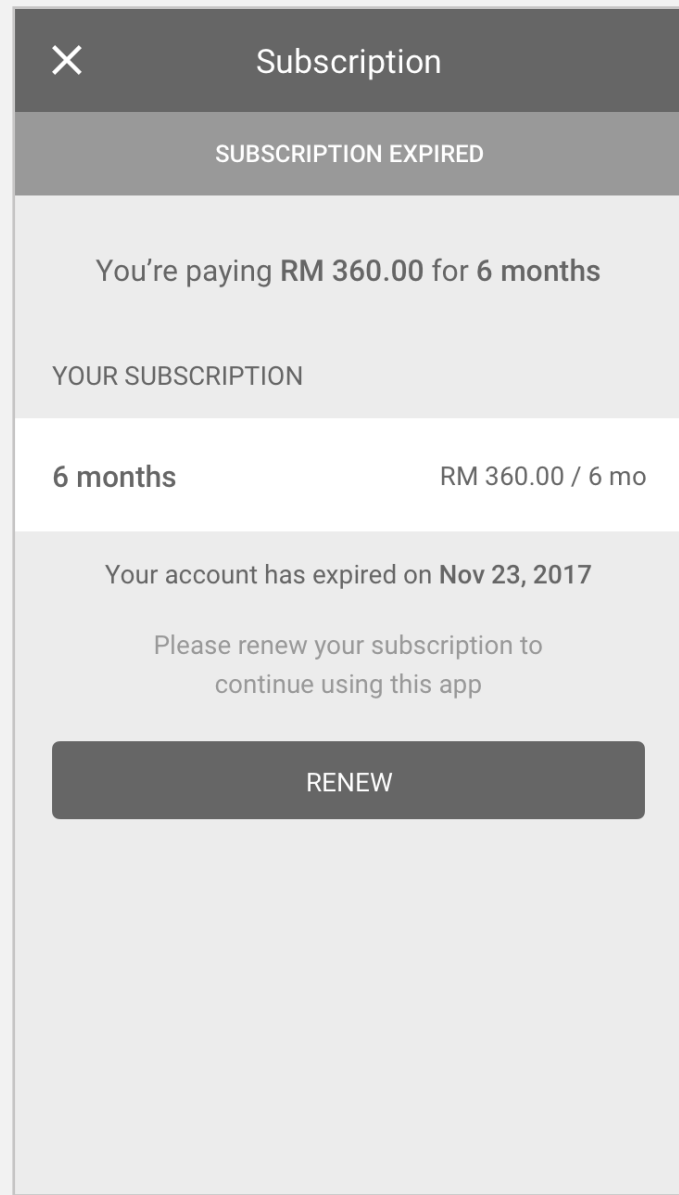 Subscription
SUBSCRIPTION EXPIRED
You’re paying RM 360.00 for 6 months
YOUR SUBSCRIPTION
6 months RM 360.00 / 6 mo
Your account has expired on Nov 23, 2017
Please renew your subscription to
continue using this app
RENEW